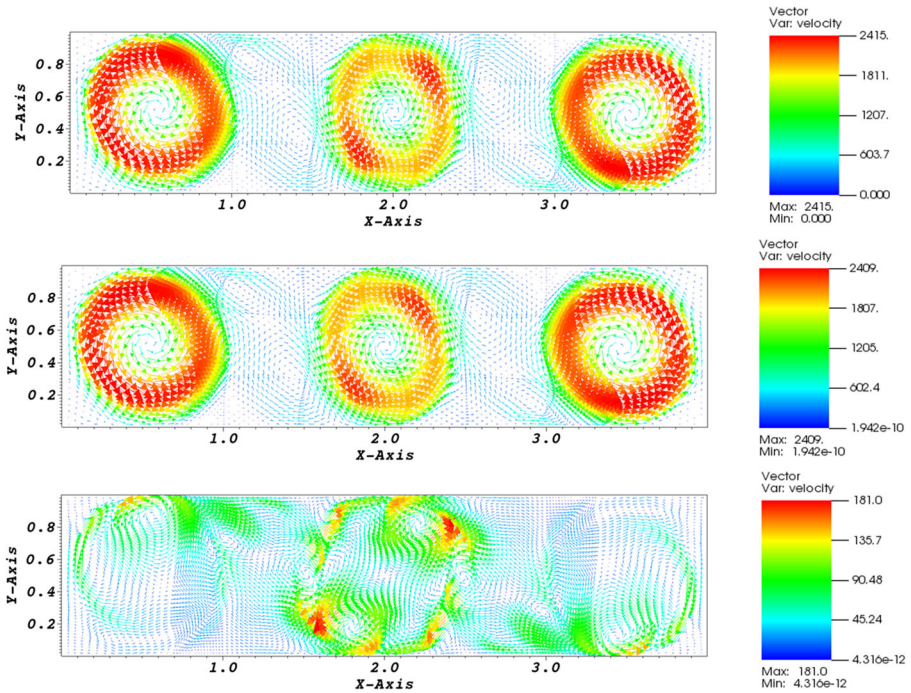 Vector
Var: velocity
2415.
1811.
1207.
603.7
0.000
Max: 2415.
Min: 0.000
Y-Axis
0.8
0.6
0.4
0.2
1.0 2.0 3.0
X-Axis
Vector
Var: velocity
2409.
1807.
1205.
602.4
1.942e-10
Max: 2409.
Min: 1.942e-10
Y-Axis
0.8
0.6
0.4
0.2
1.0 2.0 3.0
X-Axis
Vector
Var: velocity
181.0
135.7
90.48
45.24
4.316e-12
Max: 181.0
Min: 4.316e-12
Y-Axis
0.8
0.6
0.4
0.2
1.0 2.0 3.0
X-Axis